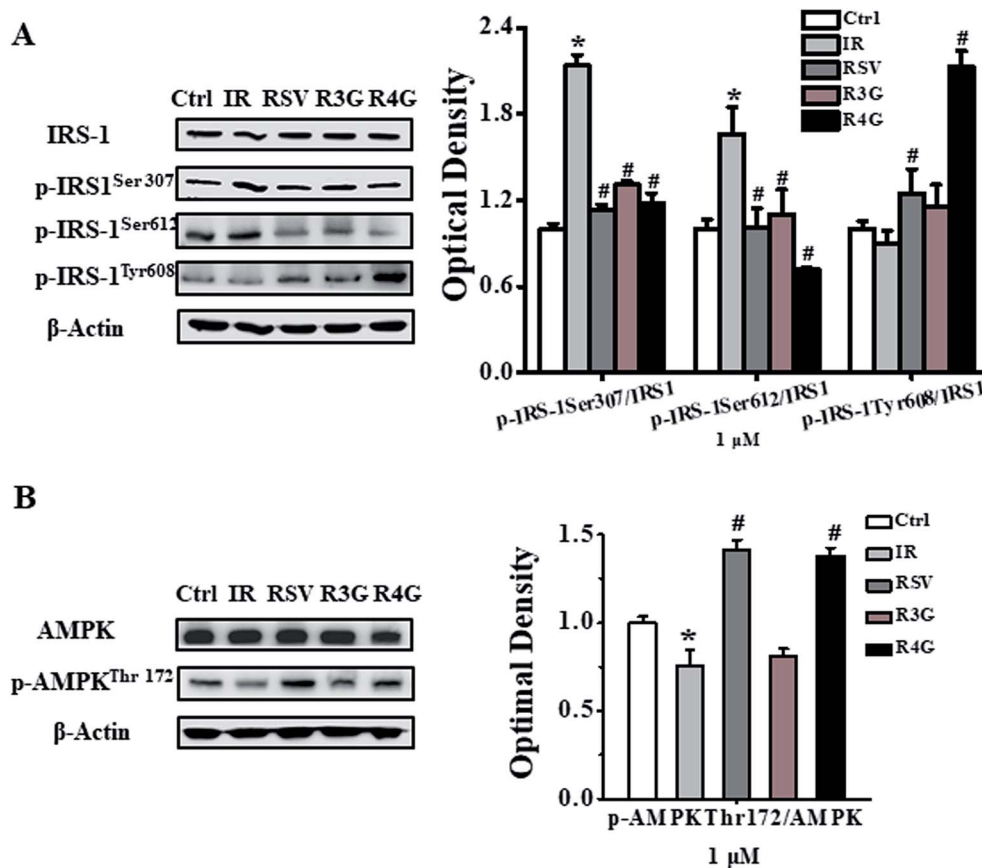 A
Ctrl IR RSV R3G R4G
IRS-1
p-IRS1Ser307
p-IRS-1Ser612
p-IRS-1Tyr608
β-Actin
Optical Density
2.4
1.8
1.2
0.6
0.0
* # # #
* # # #
# #
Ctrl
IR
RSV
R3G
R4G
p-IRS-1Ser307/IRS1
p-IRS-1Ser612/IRS1
p-IRS-1Tyr608/IRS1
1 μM
B
Ctrl IR RSV R3G R4G
AMPK
p-AMPKThr 172
β-Actin
Optimal Density
1.5
1.0
0.5
0.0
* # #
Ctrl
IR
RSV
R3G
R4G
p-AMPKThr172/AMPK
1 μM